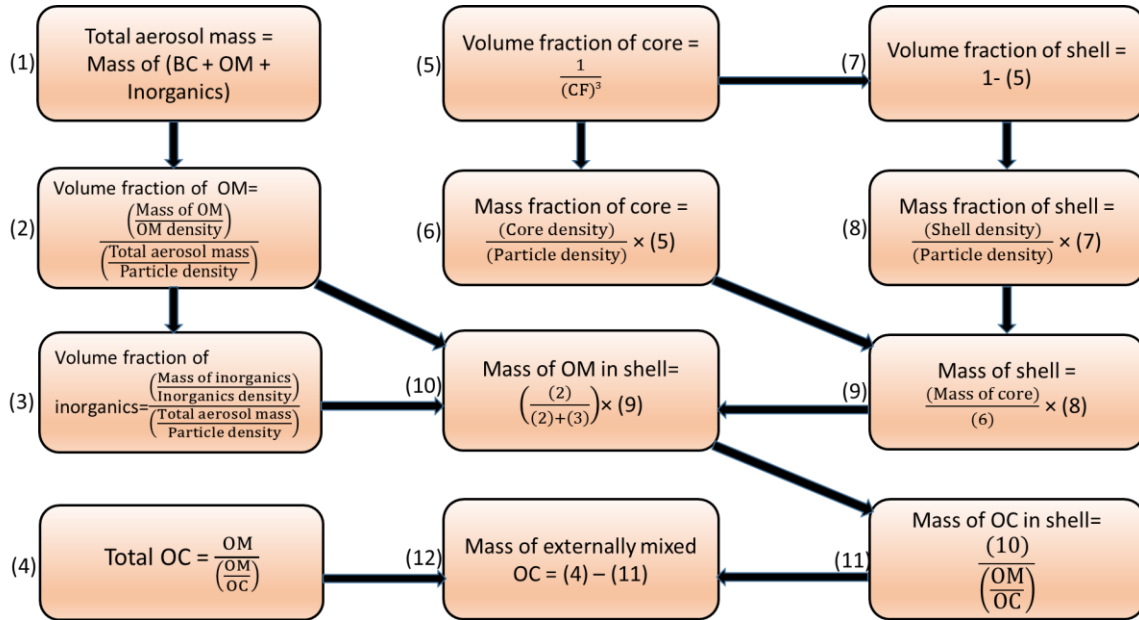 (1)
Total aerosol mass =
Mass of (BC + OM +
Inorganics)
(5)
Volume fraction of core =
1
(CF)³
(7)
Volume fraction of shell =
1- (5)
(2)
Volume fraction of OM=
(Mass of OM
OM density)
(Total aerosol mass
Particle density)
(6)
Mass fraction of core =
(Core density)
(Particle density) × (5)
(8)
Mass fraction of shell =
(Shell density)
(Particle density) × (7)
(3)
Volume fraction of
inorganics=
(Mass of inorganics
Inorganics density)
(Total aerosol mass
Particle density)
(10)
Mass of OM in shell=
((2)
(2)+(3)) × (9)
(9)
Mass of shell =
(Mass of core)
(6) × (8)
(4)
Total OC = OM
(OM
OC)
(12)
Mass of externally mixed
OC = (4) – (11)
(11)
Mass of OC in shell=
(10)
(OM
OC)